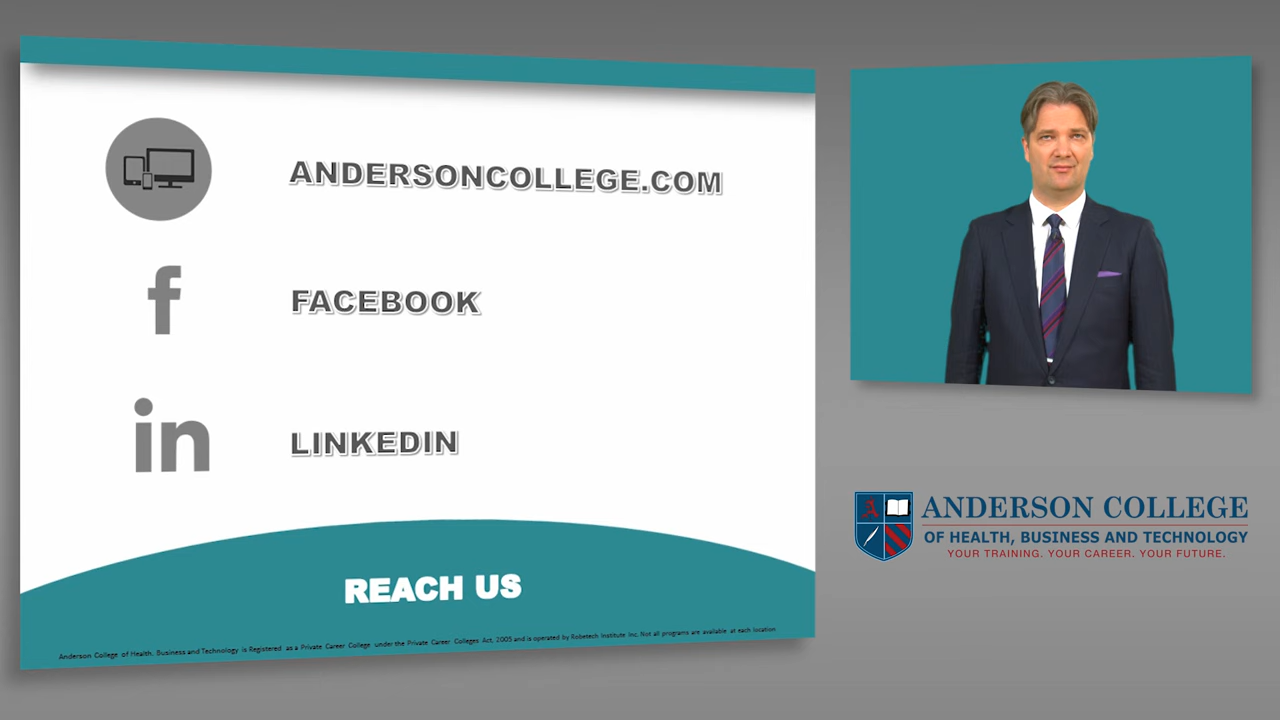 ANDERSONCOLLEGE.COM
f
FACEBOOK
in
LINKEDIN
REACH US
Anderson College of Health, Business and Technology is Registered as a Private Career College under the Private Career Colleges Act, 2005 and is operated by Robetech Institute Inc. Not all programs are available at each location
A
ANDERSON COLLEGE
OF HEALTH, BUSINESS AND TECHNOLOGY
YOUR TRAINING. YOUR CAREER. YOUR FUTURE.